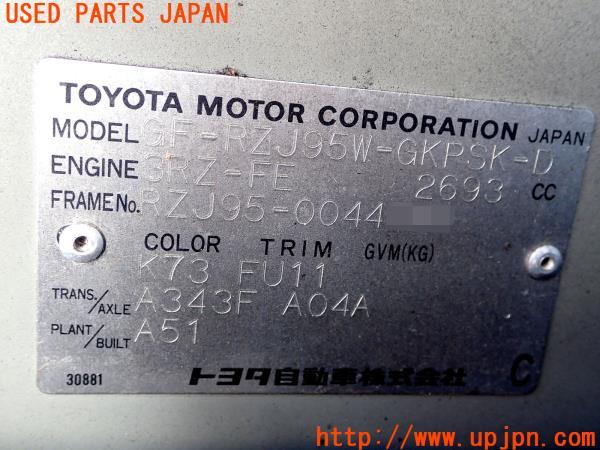 USED PARTS JAPAN
TOYOTA MOTOR CORPORATION JAPAN
MODEL GF-RZJ95W-GKPSK-D
ENGINE 3RZ-FE 2693 CC
FRAME No. RZJ95-0044
COLOR TRIM GVM(KG)
K73 FU11
TRANS./AXLE A343F A04A
PLANT/BUILT A51
30881 トヨタ自動車株式会社 C
http://www.upjpn.com